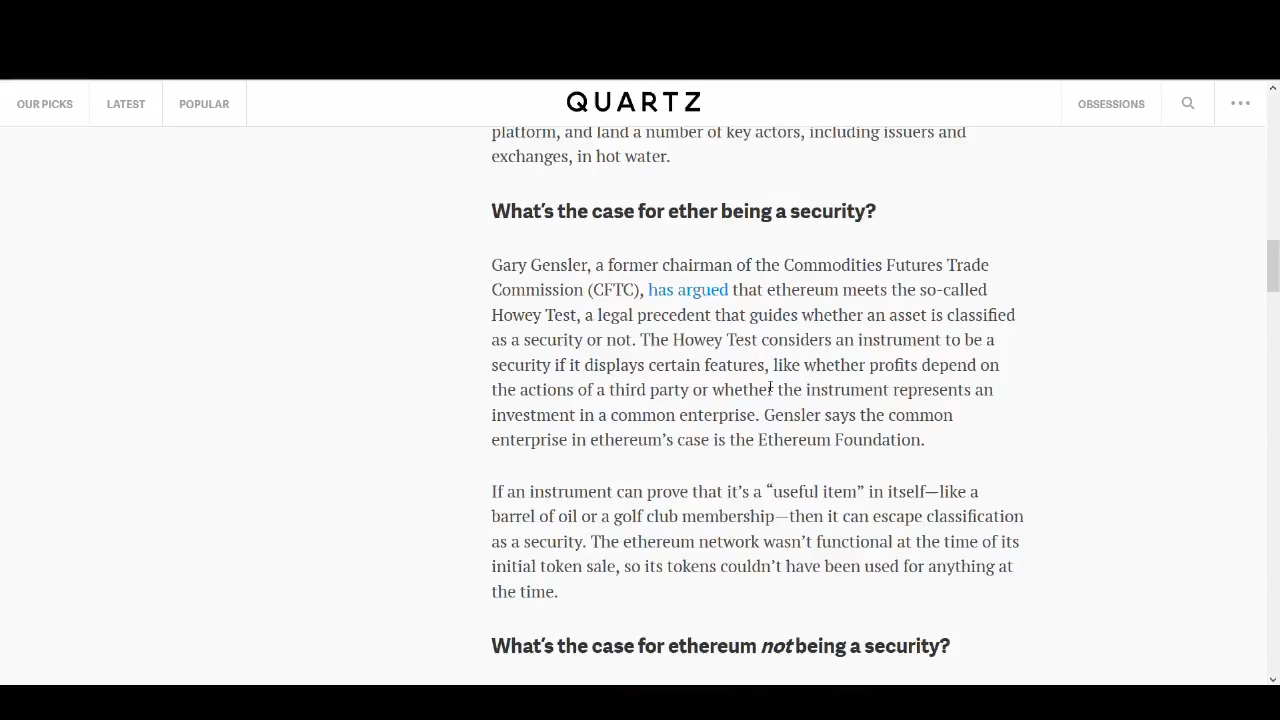 OUR PICKS
LATEST
POPULAR
QUARTZ
OBSESSIONS
platform, and land a number of key actors, including issuers and
exchanges, in hot water.
What’s the case for ether being a security?
Gary Gensler, a former chairman of the Commodities Futures Trade
Commission (CFTC), has argued that ethereum meets the so-called
Howey Test, a legal precedent that guides whether an asset is classified
as a security or not. The Howey Test considers an instrument to be a
security if it displays certain features, like whether profits depend on
the actions of a third party or whether the instrument represents an
investment in a common enterprise. Gensler says the common
enterprise in ethereum’s case is the Ethereum Foundation.
If an instrument can prove that it’s a “useful item” in itself—like a
barrel of oil or a golf club membership—then it can escape classification
as a security. The ethereum network wasn’t functional at the time of its
initial token sale, so its tokens couldn’t have been used for anything at
the time.
What’s the case for ethereum not being a security?